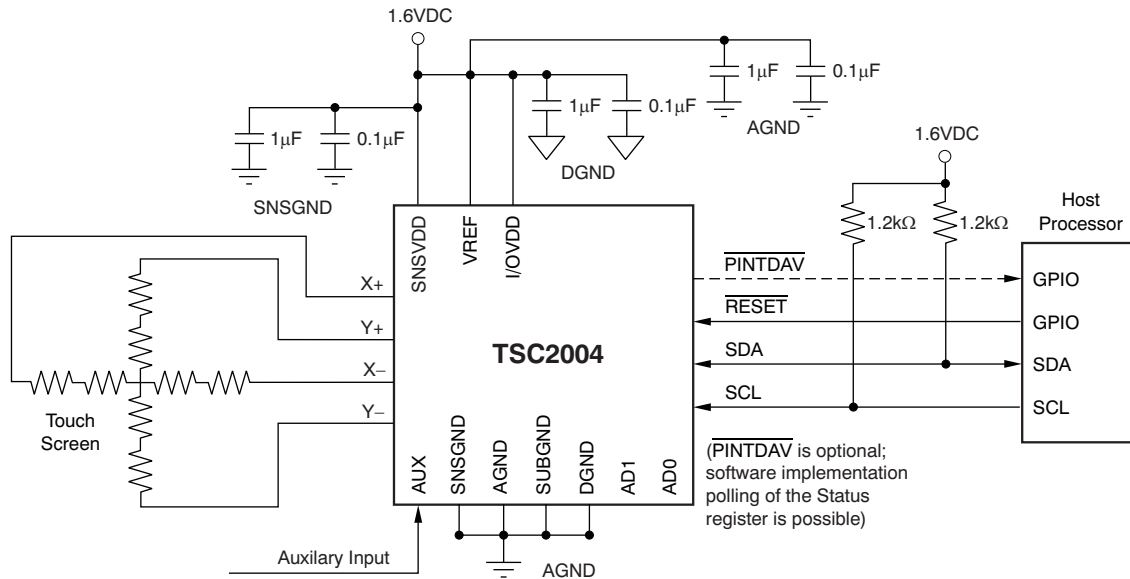 1.6VDC
1µF
0.1µF
AGND
1µF
0.1µF
DGND
1µF
0.1µF
SNSGND
1.6VDC
1.2kΩ
1.2kΩ
Host
Processor
SNSVDD
VREF
I/OVDD
X+
Y+
X–
Y–
Touch
Screen
TSC2004
PINTDAV
RESET
SDA
SCL
GPIO
GPIO
SDA
SCL
AUX
SNSGND
AGND
SUBGND
DGND
AD1
AD0
(PINTDAV is optional;
software implementation
polling of the Status
register is possible)
Auxilary Input
AGND